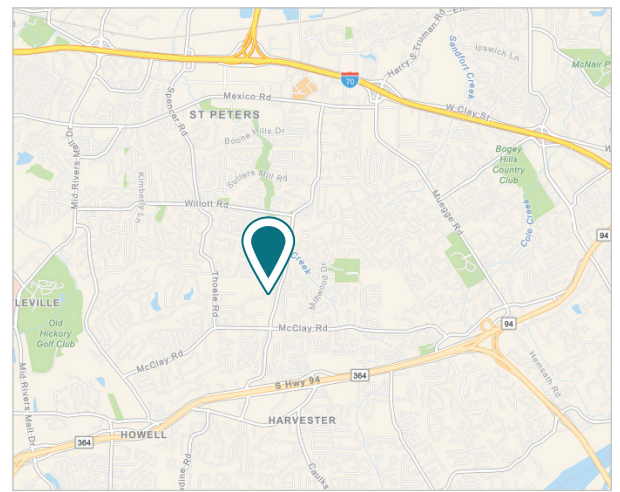 Harry S Truman Rd
Sandfort Creek
Ipswich Ln
McNair P
70
Mexico Rd
W Clay St
Spencer Rd
ST PETERS
Boone Hills Dr
Mid Rivers Mall Dr
Bogey
Hills
Country
Club
Kimberly Ln
Sutters Mill Rd
Muegge Rd
Willott Rd
Cole Creek
94
Creek
Millwood Dr
Thoele Rd
LEVILLE
Old
Hickory
Golf Club
McClay Rd
94
McClay Rd
Mid Rivers Mall Dr
S Hwy 94
364
Hemsath Rd
HARVESTER
HOWELL
364
Caulks
dine Rd